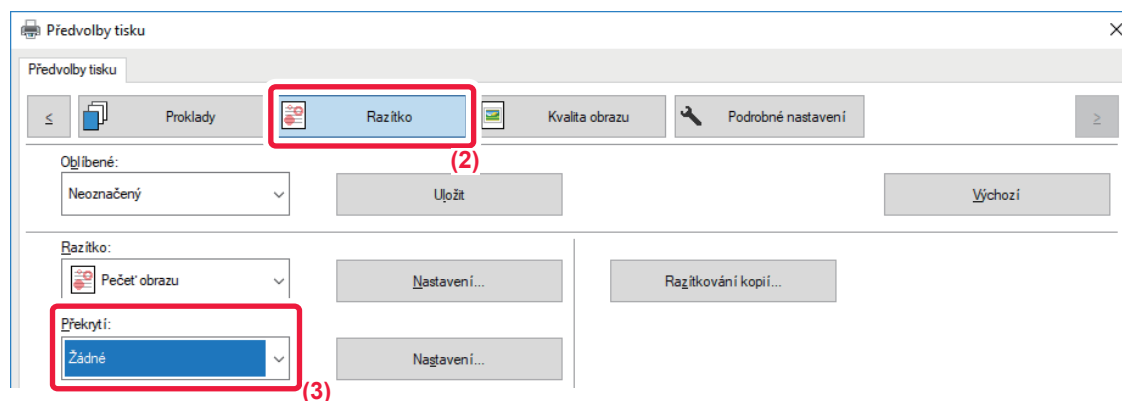 Předvolby tisku
Předvolby tisku
< Proklady Razítko Kvalita obrazu Podrobné nastavení >
(2)
Oblíbené:
Neoznačený Uložit Výchozí
Razítko:
Pečeť obrazu Nastavení... Razítkování kopií...
Překrytí:
Žádné Nastavení...
(3)